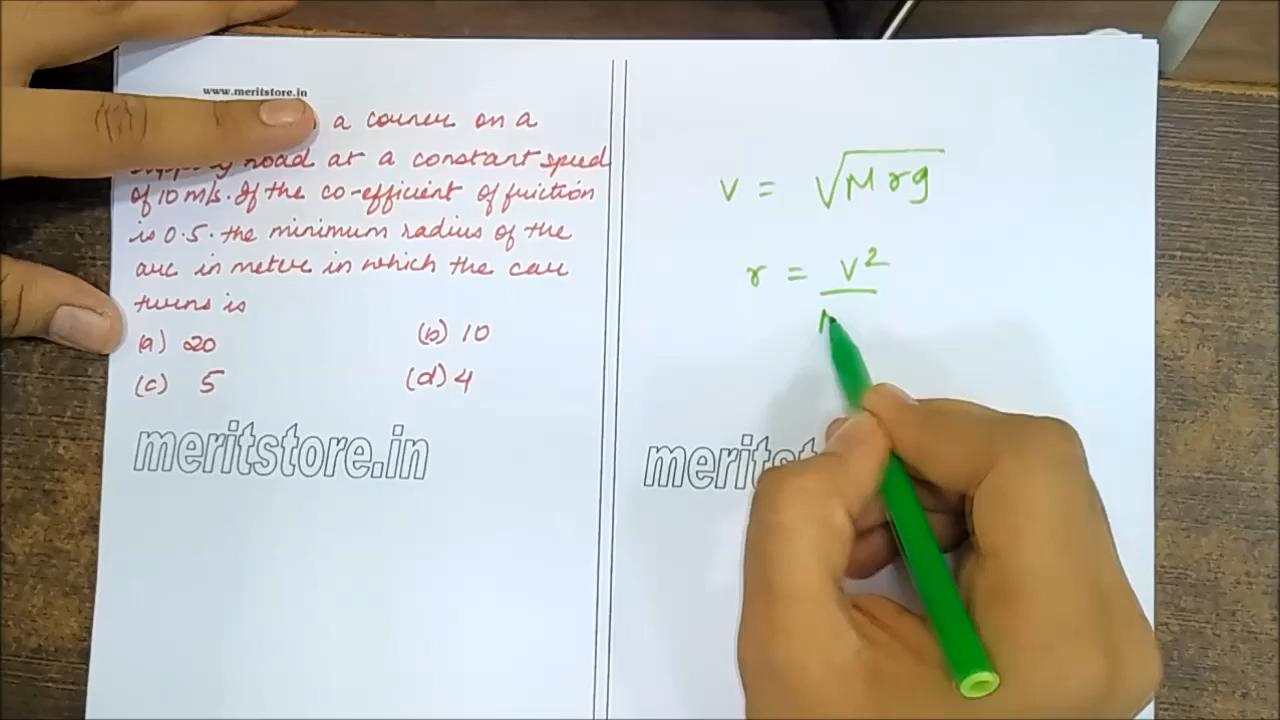 www.meritstore.in
a corner on a
road at a constant speed
of 10 m/s. If the co-efficient of friction
is 0.5. the minimum radius of the
arc in meter in which the car
turns is
(a) 20 (b) 10
(c) 5 (d) 4
meritstore.in
v = √μrg
r = v²
meritst